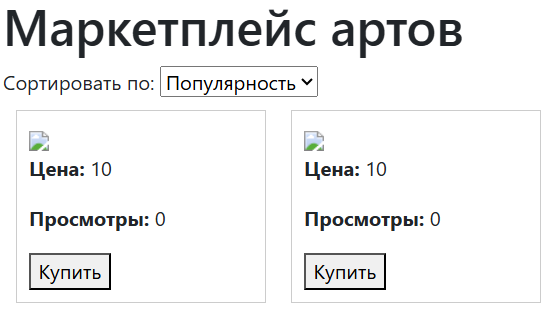 Маркетплейс артов
Сортировать по: Популярность
Цена: 10 Цена: 10
Просмотры: 0 Просмотры: 0
Купить Купить